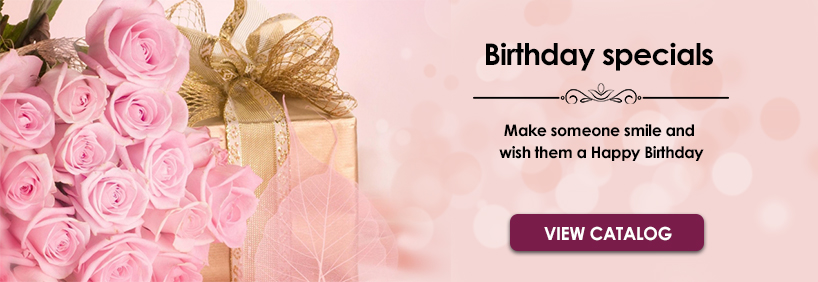 Birthday specials
Make someone smile and
wish them a Happy Birthday
VIEW CATALOG